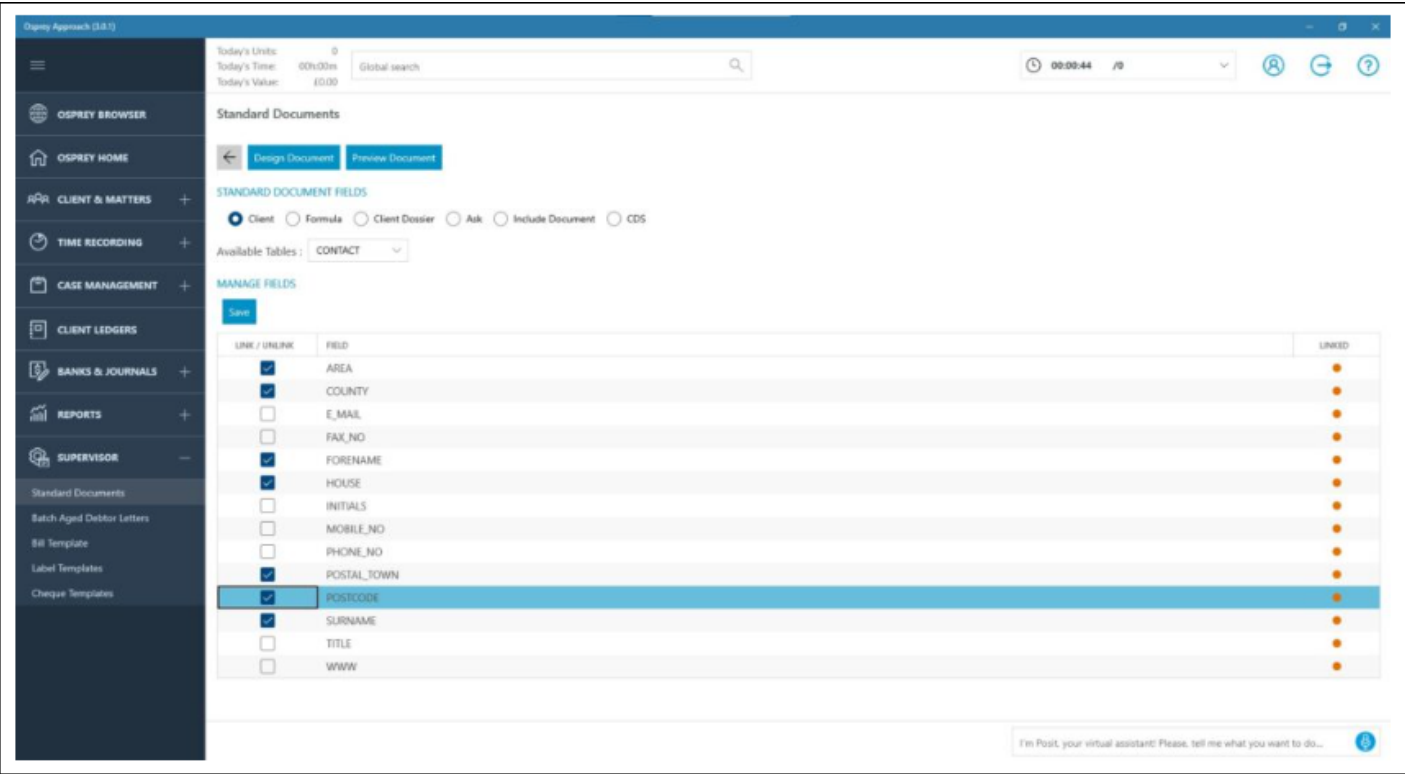 Osprey Approach (3.0.1)
Today's Units: 0
Today's Time: 00h:00m
Today's Value: £0.00
Global search
00:00:44 /0
OSPREY BROWSER
OSPREY HOME
CLIENT & MATTERS
TIME RECORDING
CASE MANAGEMENT
CLIENT LEDGERS
BANKS & JOURNALS
REPORTS
SUPERVISOR
Standard Documents
Batch Aged Debtor Letters
Bill Template
Label Templates
Cheque Templates
Standard Documents
Design Document Preview Document
STANDARD DOCUMENT FIELDS
Client Formula Client Dossier Ask Include Document CDS
Available Tables : CONTACT
MANAGE FIELDS
Save
LINK / UNLINK FIELD LINKED
AREA
COUNTY
E_MAIL
FAX_NO
FORENAME
HOUSE
INITIALS
MOBILE_NO
PHONE_NO
POSTAL_TOWN
POSTCODE
SURNAME
TITLE
WWW
I'm Posit, your virtual assistant! Please, tell me what you want to do...